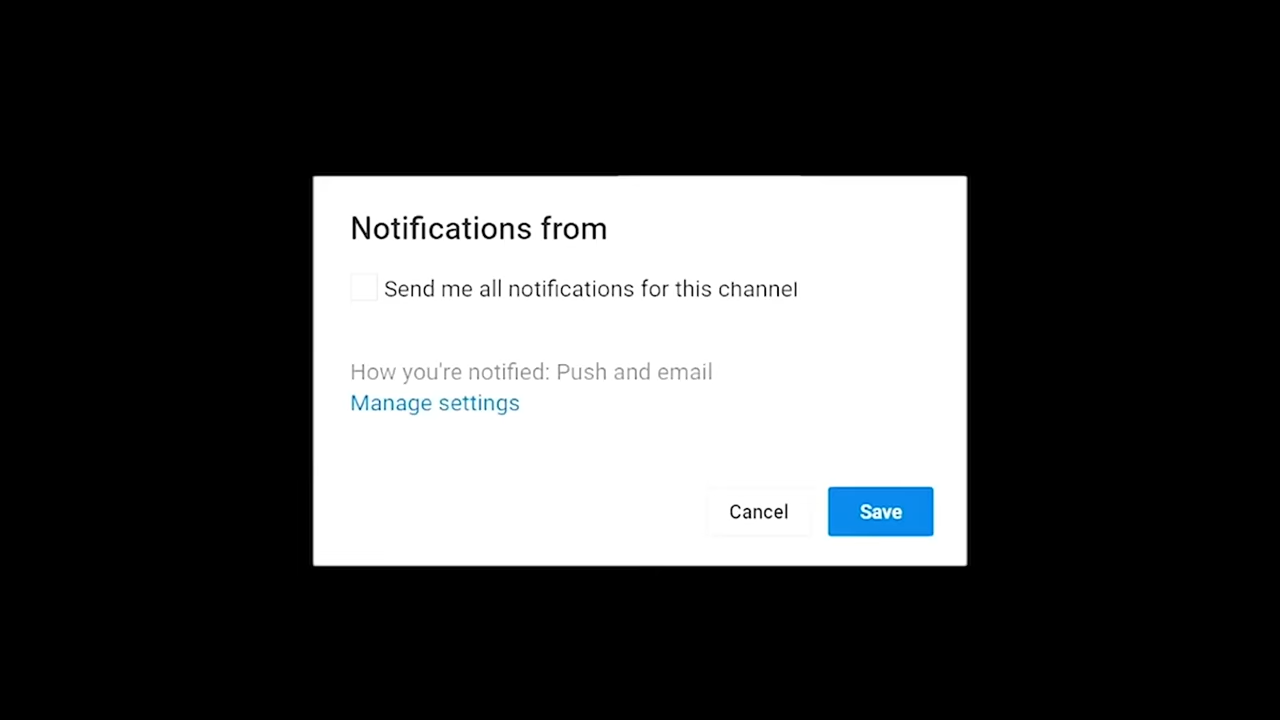 Notifications from
Send me all notifications for this channel
How you're notified: Push and email
Manage settings
Cancel
Save